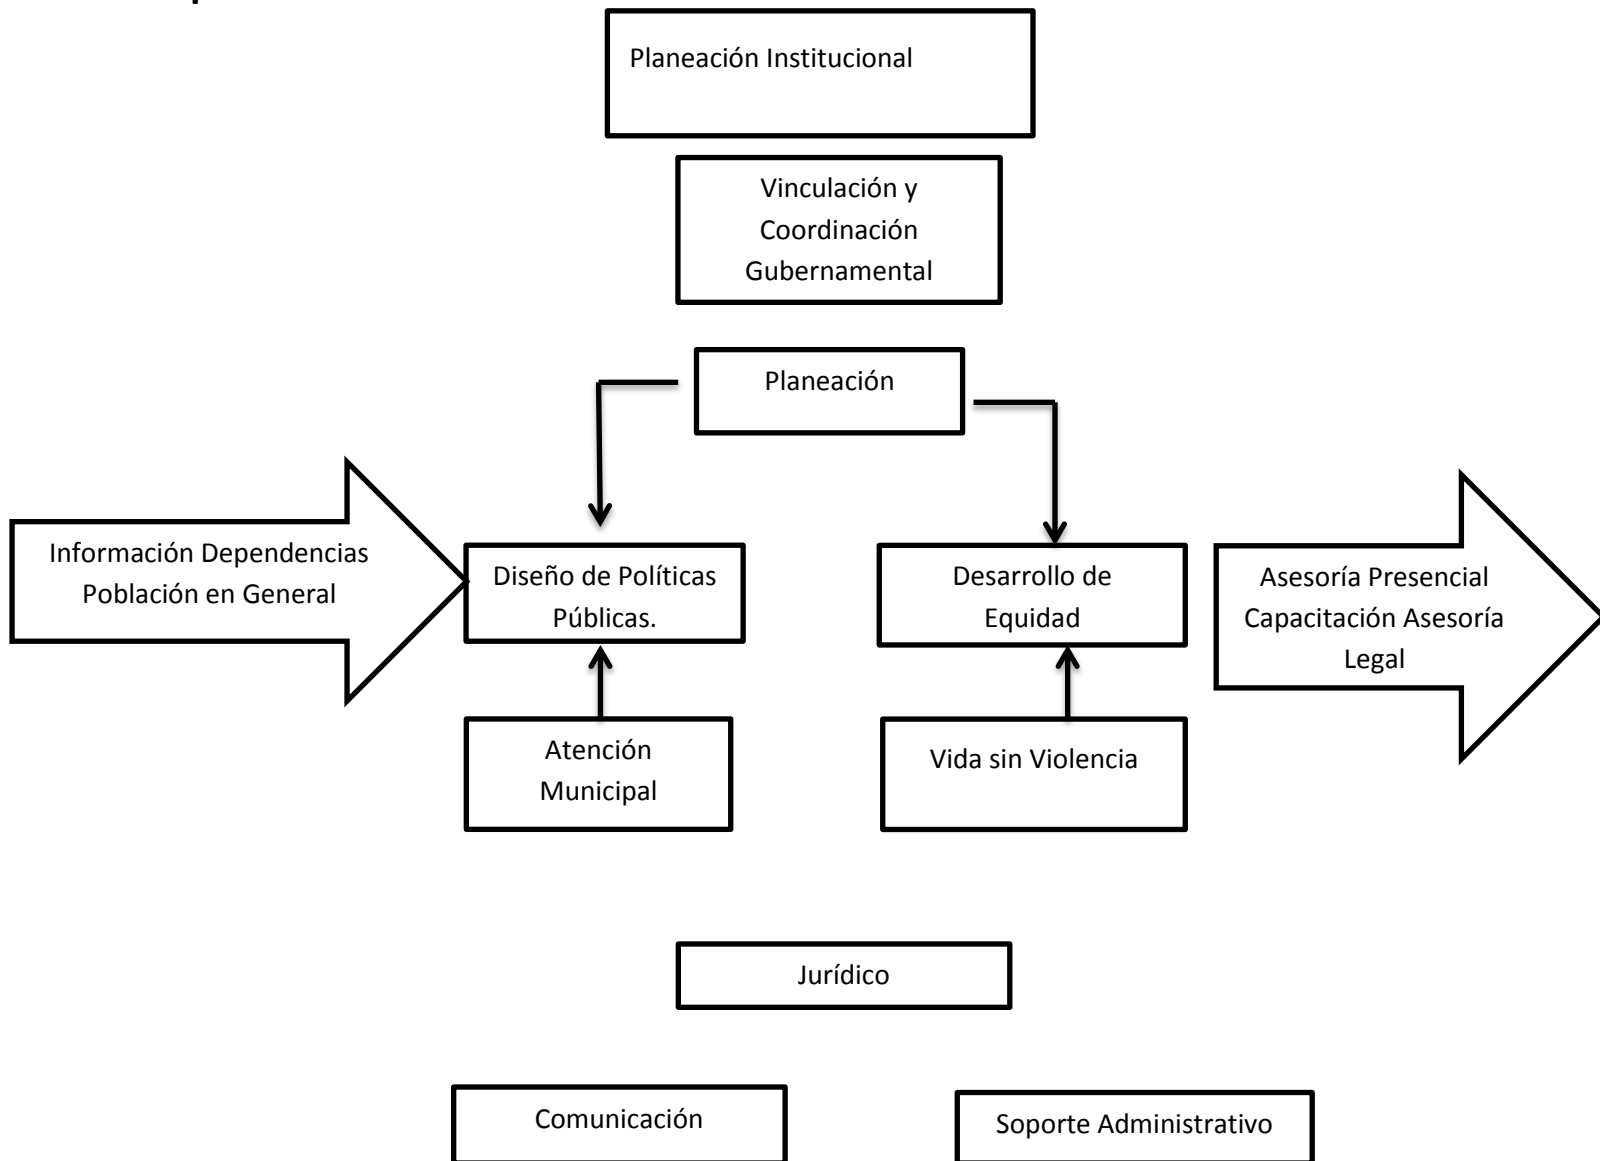 Planeación Institucional
Vinculación y
Coordinación
Gubernamental
Planeación
Información Dependencias
Población en General
Diseño de Políticas
Públicas.
Desarrollo de
Equidad
Asesoría Presencial
Capacitación Asesoría
Legal
Atención
Municipal
Vida sin Violencia
Jurídico
Comunicación
Soporte Administrativo